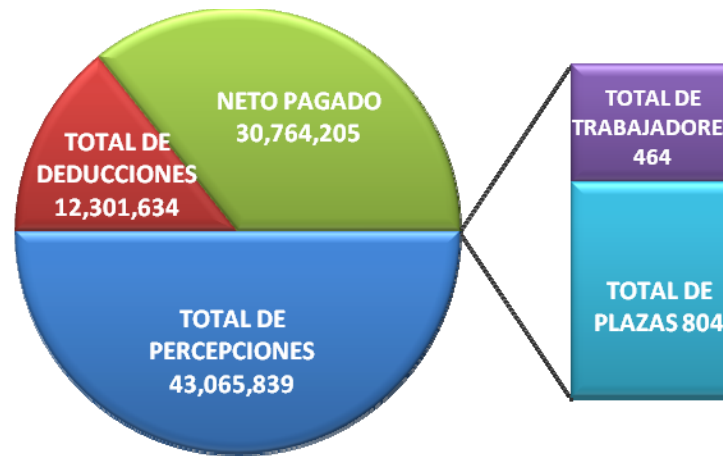 NETO PAGADO
30,764,205
TOTAL DE
DEDUCCIONES
12,301,634
TOTAL DE
PERCEPCIONES
43,065,839
TOTAL DE
TRABAJADORE
464
TOTAL DE
PLAZAS 804